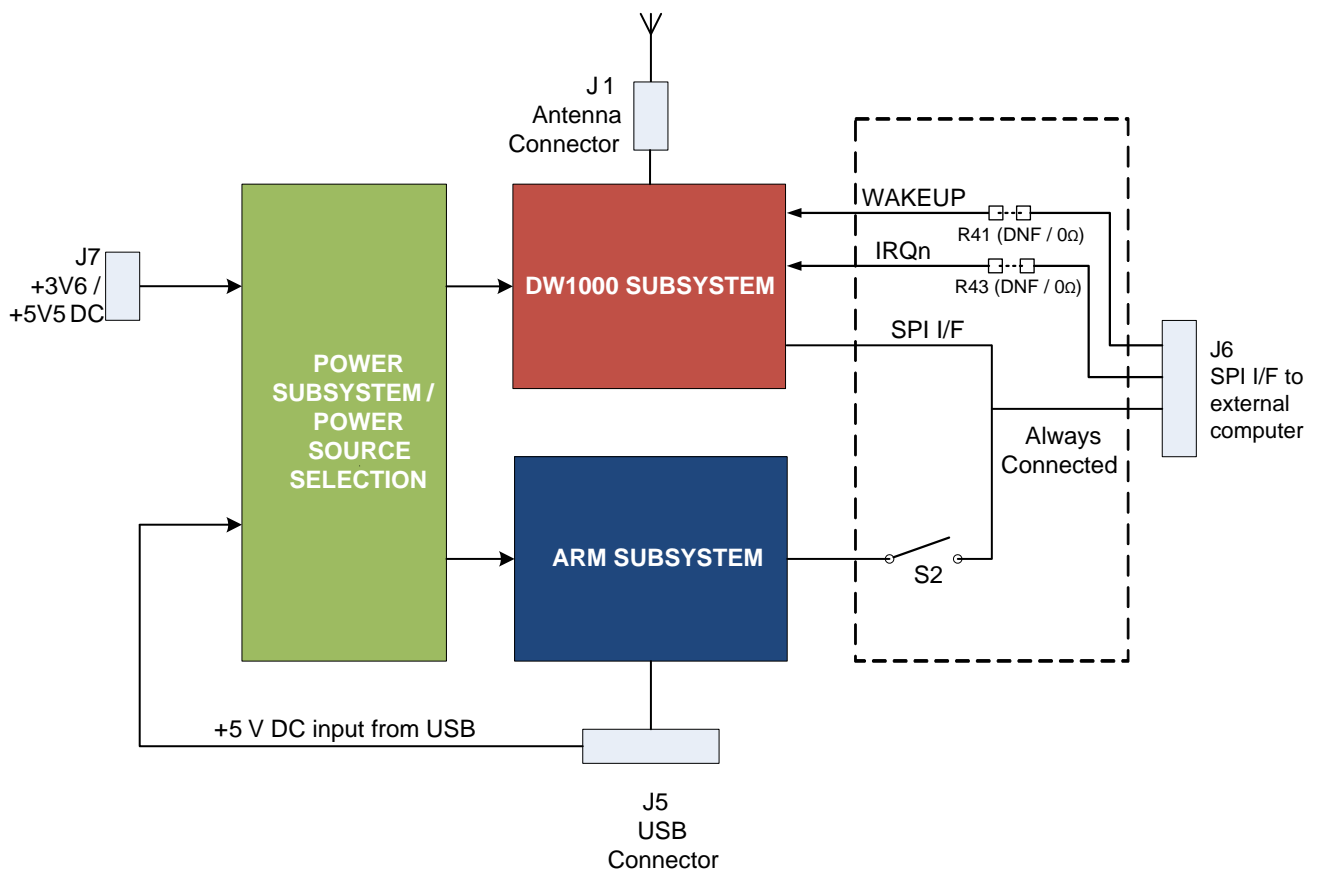 J1
Antenna
Connector
WAKEUP
R41 (DNF / 0Ω)
IRQn
R43 (DNF / 0Ω)
J7
+3V6 /
+5V5 DC
DW1000 SUBSYSTEM
SPI I/F
POWER
SUBSYSTEM /
POWER
SOURCE
SELECTION
J6
SPI I/F to
external
computer
Always
Connected
ARM SUBSYSTEM
S2
+5 V DC input from USB
J5
USB
Connector